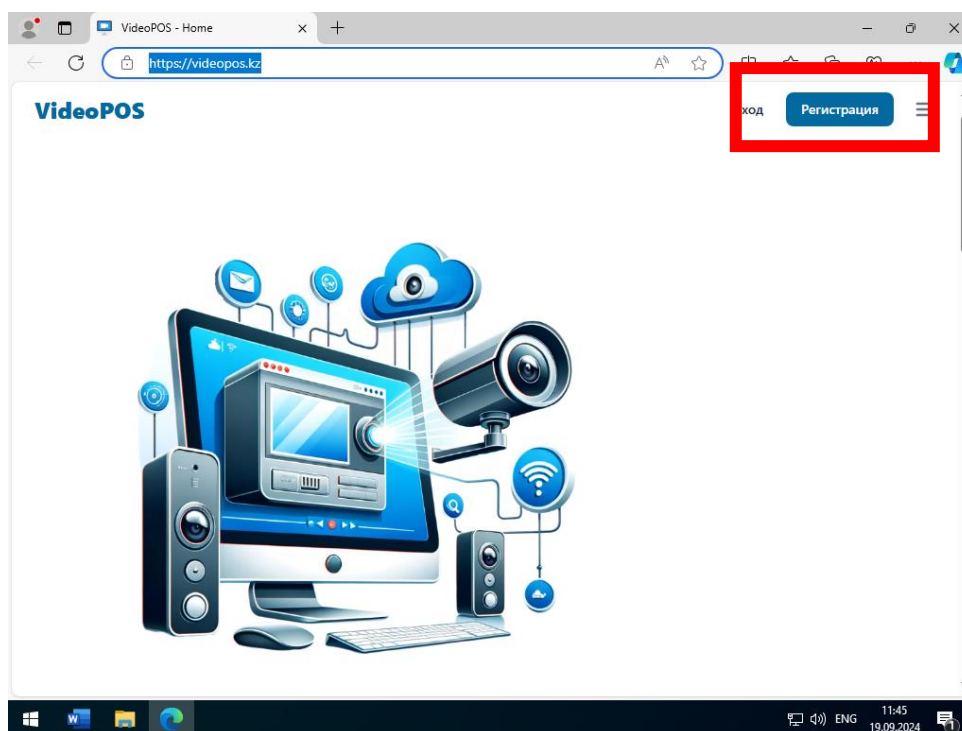 VideoPOS - Home
https://videopos.kz
VideoPOS
ход Регистрация
ENG 11:45
19.09.2024